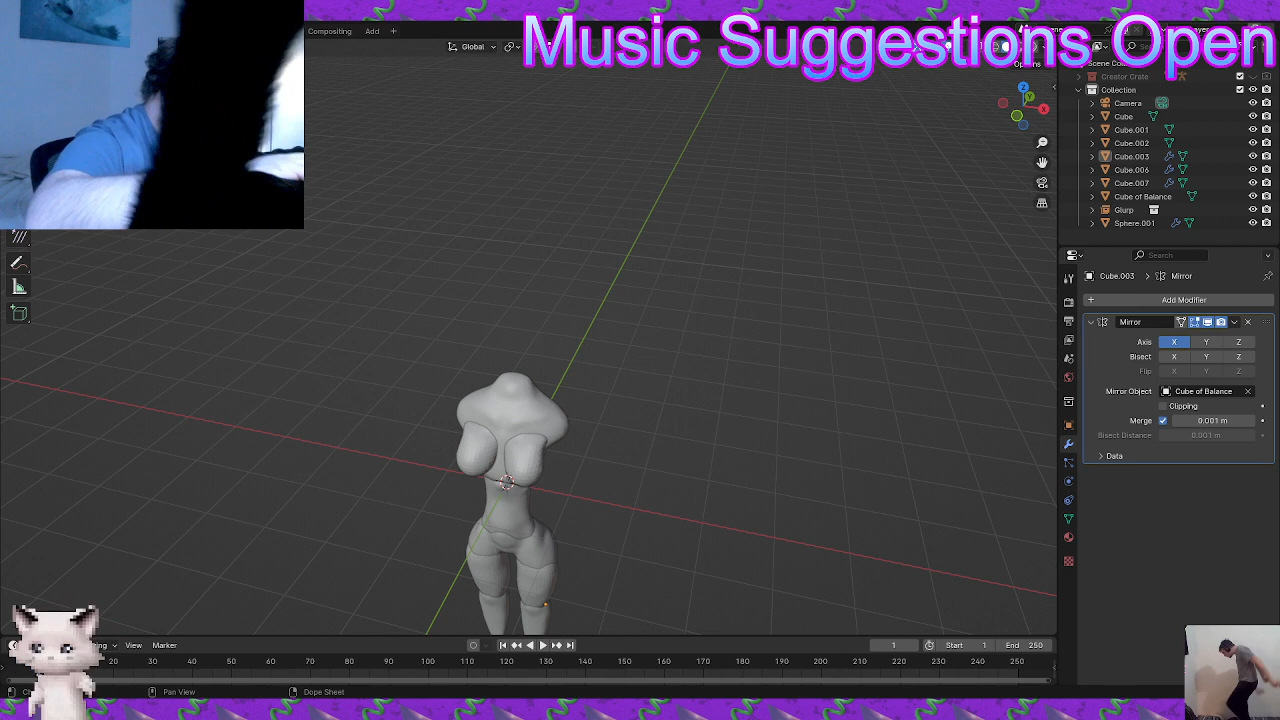 Music Suggestions Open
Compositing Add +
Global
Options
Scene Coll
Creator Crate
Collection
Camera
Cube
Cube.001
Cube.002
Cube.003
Cube.006
Cube.007
Cube of Balance
Glurp
Sphere.001
Search
Cube.003 > Mirror
+ Add Modifier
Mirror
Axis X Y Z
Bisect X Y Z
Flip X Y Z
Mirror Object Cube of Balance
Clipping
Merge 0.001 m
Bisect Distance 0.001 m
Data
Z
Y
X
View Marker
1 Start 1 End 250
20 30 40 50 60 70 80 90 100 110 120 130 140 150 160 170 180 190 200 210 220 230 240 250
Pan View Dope Sheet